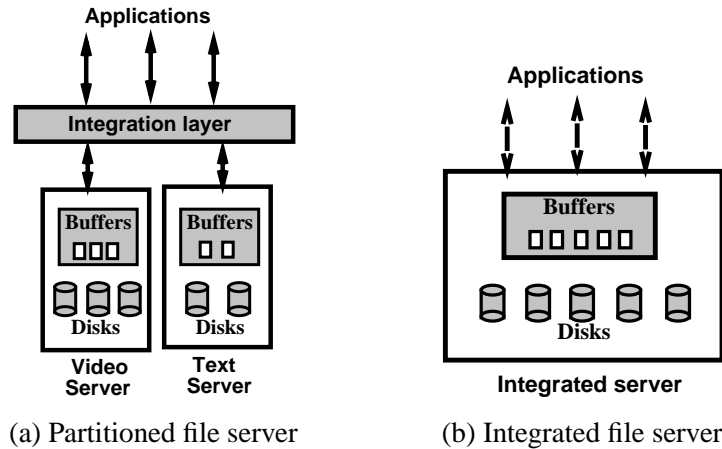 Applications
Integration layer
Buffers
Disks
Video
Server
Buffers
Disks
Text
Server
(a) Partitioned file server
Applications
Buffers
Disks
Integrated server
(b) Integrated file server